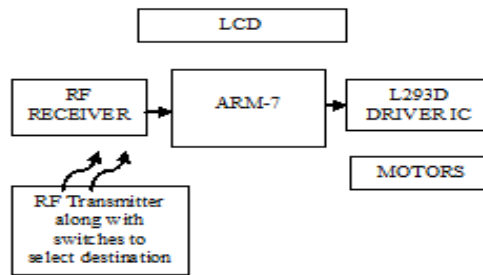 LCD
RF
RECEIVER
ARM-7
L293D
DRIVER IC
MOTORS
RF Transmitter
along with
switches to
select destination